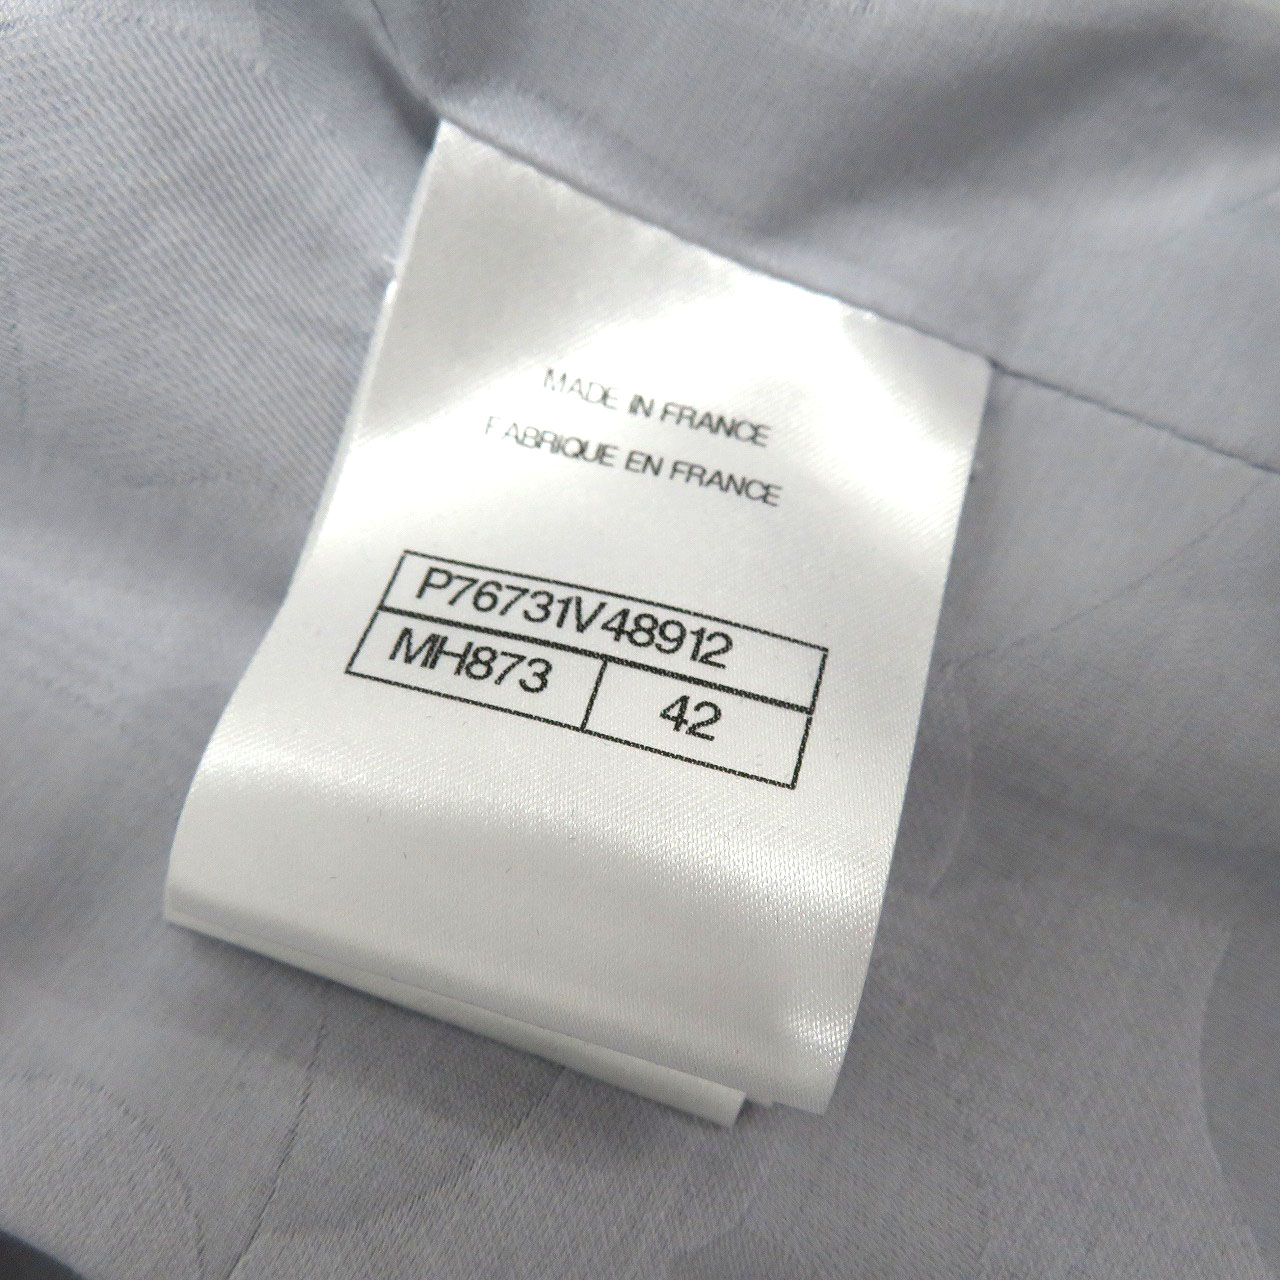 MADE IN FRANCE
FABRIQUE EN FRANCE
P76731V48912
MH873 42